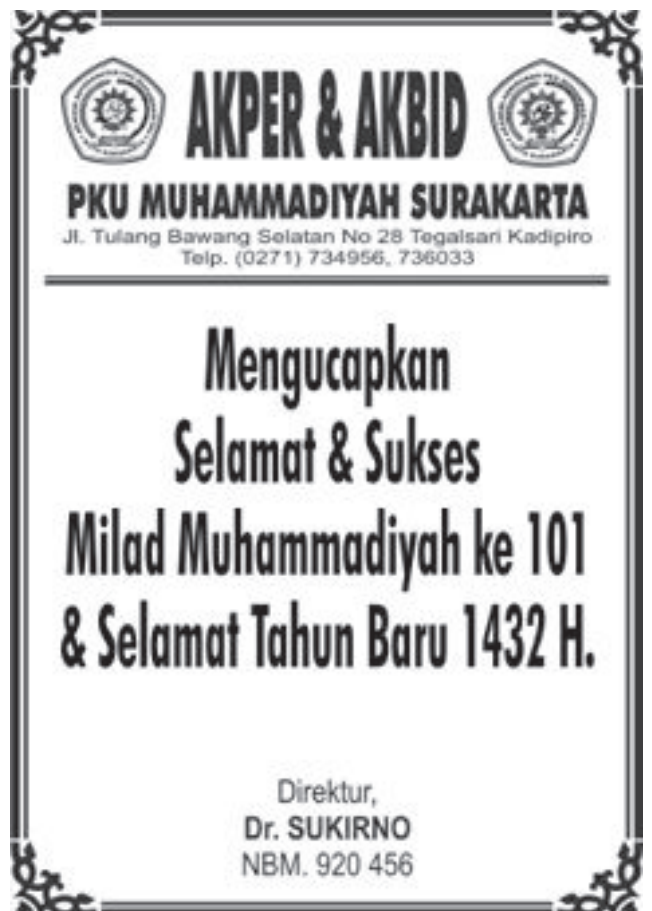 AKPER & AKBID
PKU MUHAMMADIYAH SURAKARTA
Jl. Tulang Bawang Selatan No 28 Tegalsari Kadipiro
Telp. (0271) 734956, 736033
Mengucapkan
Selamat & Sukses
Milad Muhammadiyah ke 101
& Selamat Tahun Baru 1432 H.
Direktur,
Dr. SUKIRNO
NBM. 920 456